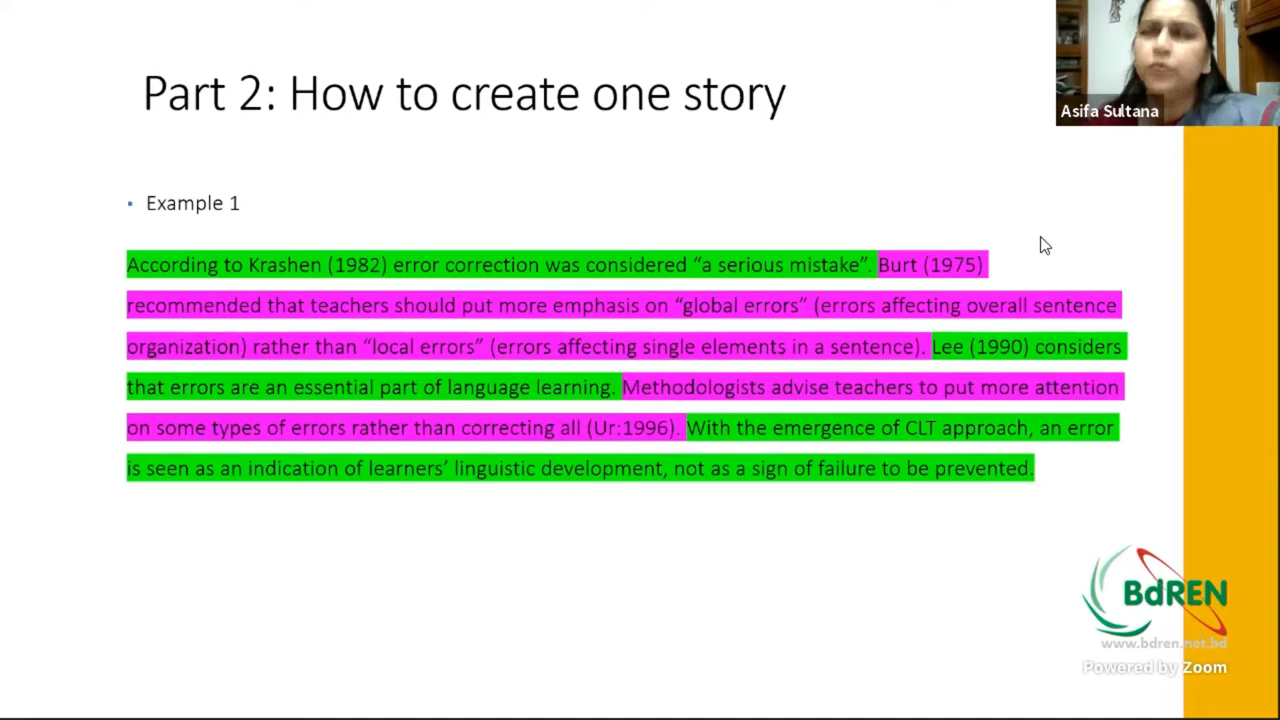 Part 2: How to create one story
Asifa Sultana
• Example 1
According to Krashen (1982) error correction was considered “a serious mistake”. Burt (1975)
recommended that teachers should put more emphasis on “global errors” (errors affecting overall sentence
organization) rather than “local errors” (errors affecting single elements in a sentence). Lee (1990) considers
that errors are an essential part of language learning. Methodologists advise teachers to put more attention
on some types of errors rather than correcting all (Ur:1996). With the emergence of CLT approach, an error
is seen as an indication of learners’ linguistic development, not as a sign of failure to be prevented.
BdREN
www.bdren.net.bd
Powered by Zoom